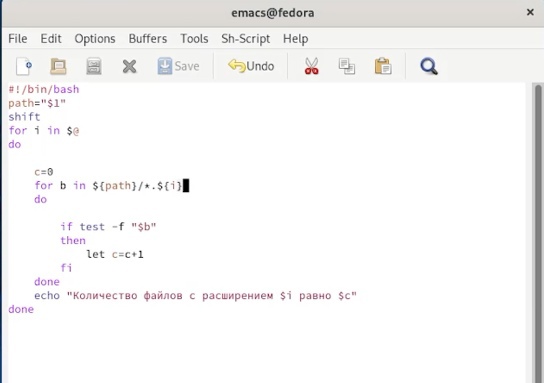 emacs@fedora
×
File Edit Options Buffers Tools Sh-Script Help
Save Undo
#!/bin/bash
path="$1"
shift
for i in $@
do
c=0
for b in ${path}/*.${i}
do
if test -f "$b"
then
let c=c+1
fi
done
echo "Количество файлов с расширением $i равно $c"
done